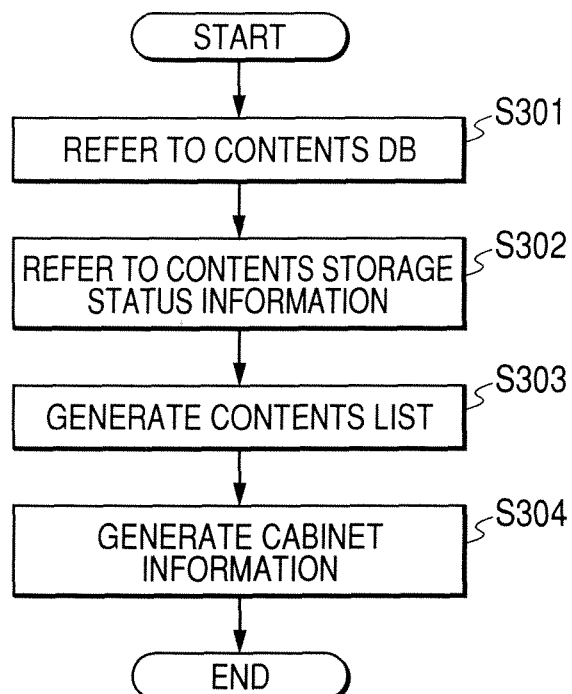 START
S301
REFER TO CONTENTS DB
S302
REFER TO CONTENTS STORAGE
STATUS INFORMATION
S303
GENERATE CONTENTS LIST
S304
GENERATE CABINET
INFORMATION
END